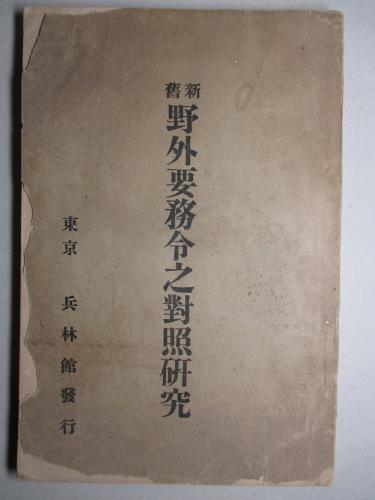 新舊
野外要務令之對照研究
東京 兵林館發行